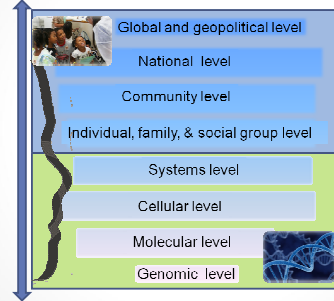 Global and geopolitical level
National level
Community level
Individual, family, & social group level
Systems level
Cellular level
Molecular level
Genomic level